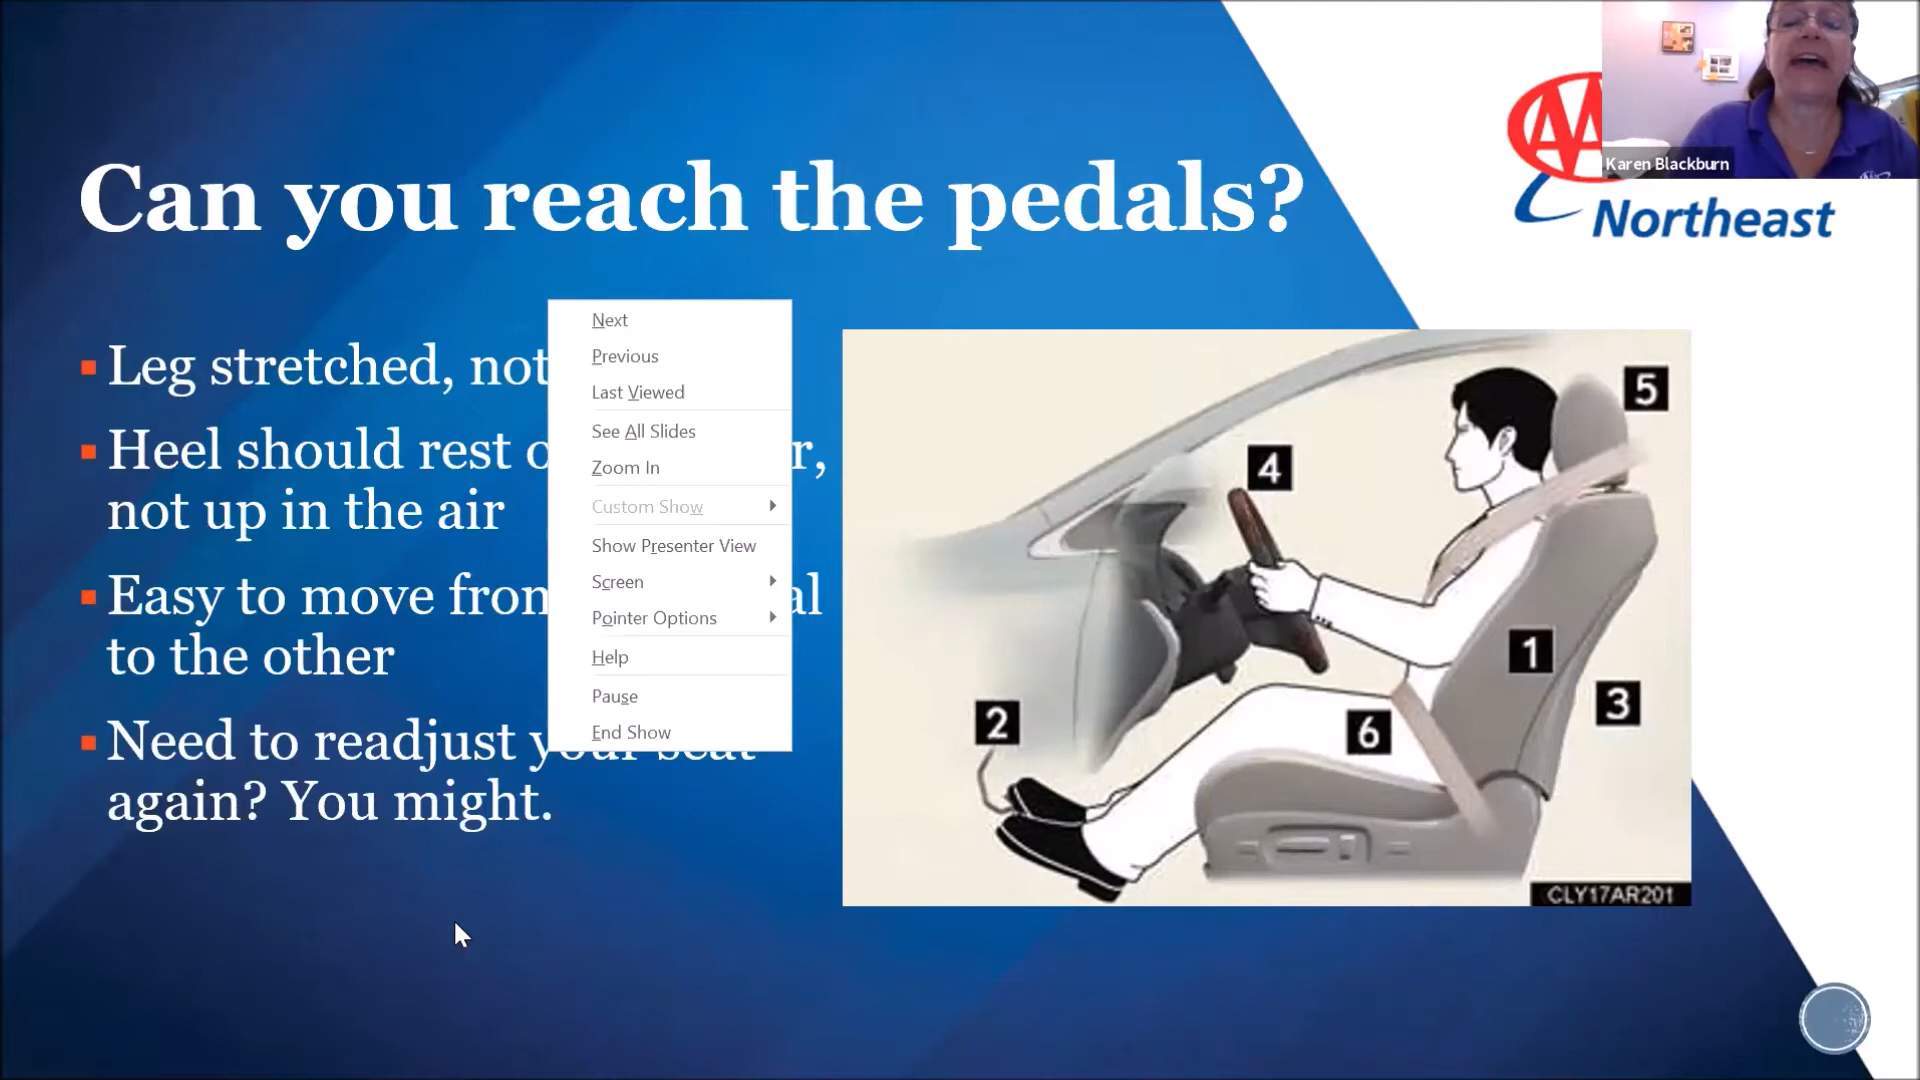 Karen Blackburn
Northeast
Can you reach the pedals?
Leg stretched, not
Heel should rest
not up in the air
Easy to move
to the other
Need to readjust your seat
again? You might.
Next
Previous
Last Viewed
See All Slides
Zoom In
Custom Show
Show Presenter View
Screen
Pointer Options
Help
Pause
End Show
5
4
1
3
2
6
CLY17AR201